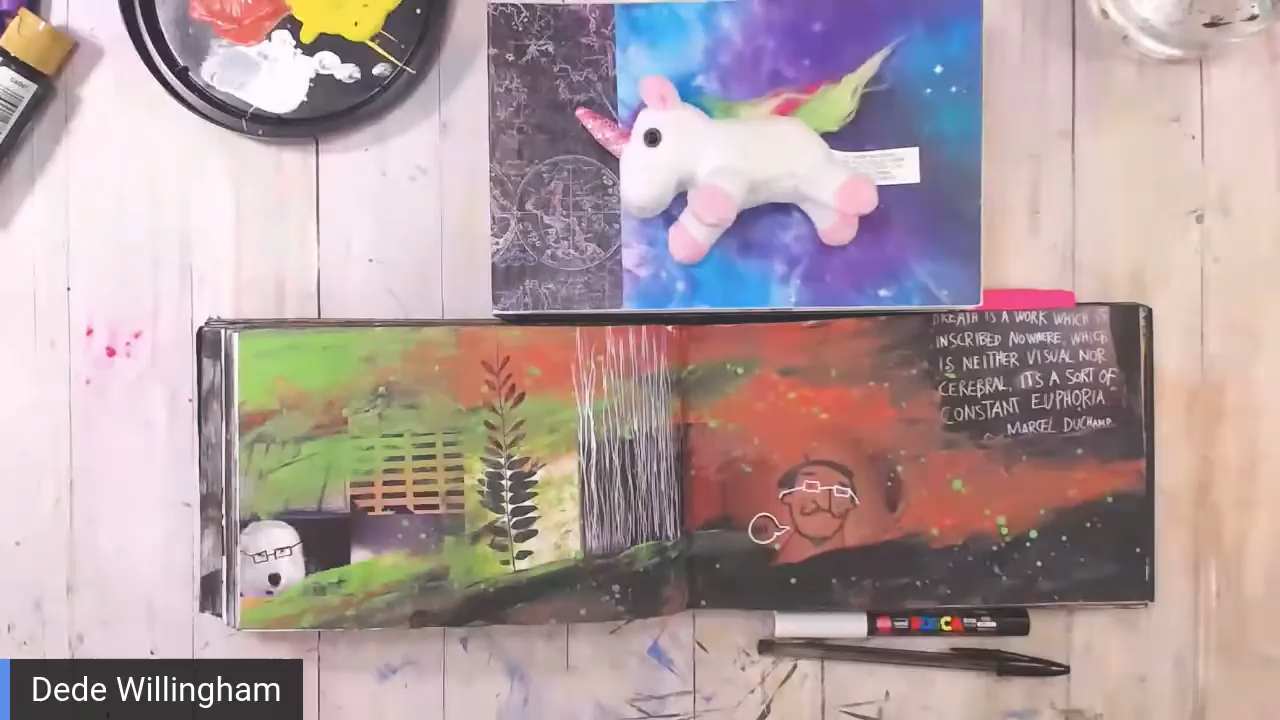 BREATH IS A WORK WHICH IS
INSCRIBED NOWHERE, WHICH
IS NEITHER VISUAL NOR
CEREBRAL. ITS A SORT OF
CONSTANT EUPHORIA.
MARCEL DUCHAMP
POSCA
Dede Willingham